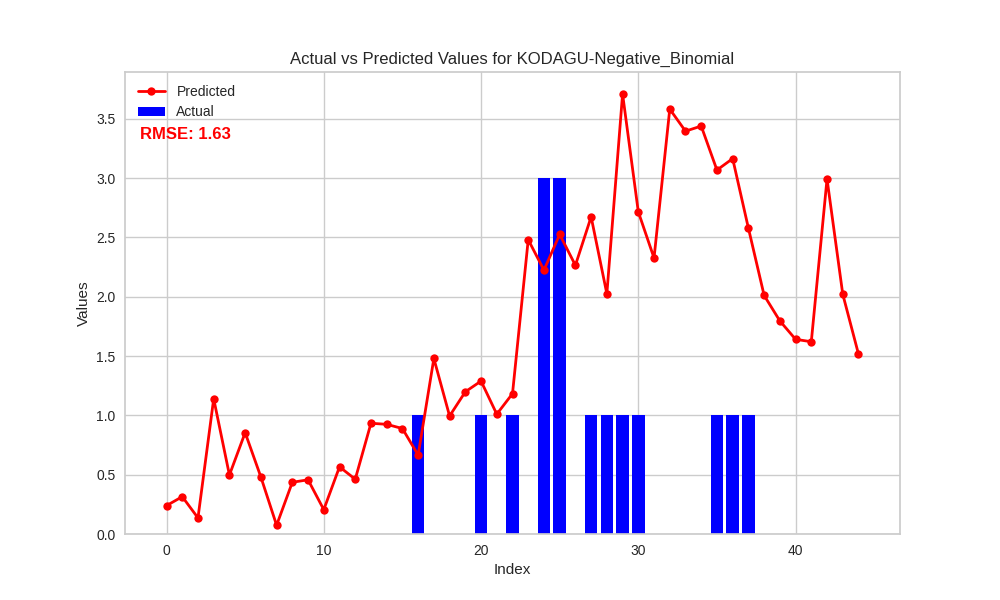 Actual vs Predicted Values for KODAGU-Negative_Binomial
Predicted
Actual
RMSE: 1.63
3.5
3.0
2.5
2.0
1.5
1.0
0.5
0.0
Values
0 10 20 30 40
Index